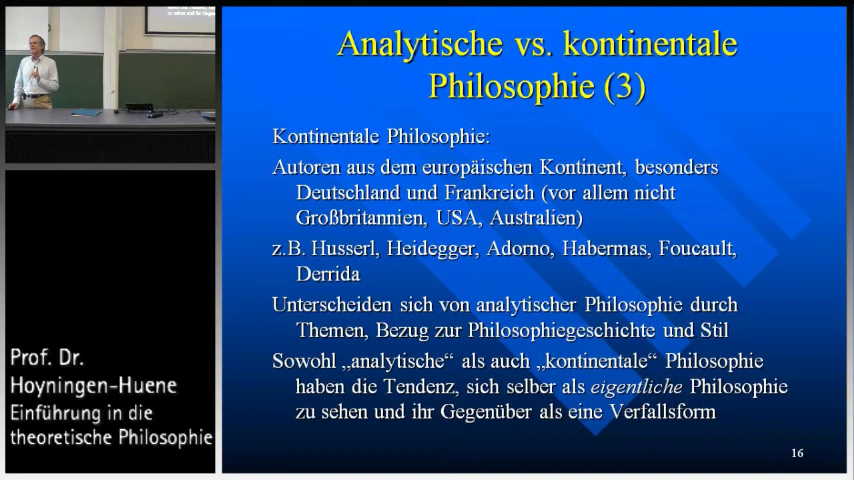 Analytische vs. kontinentale
Philosophie (3)
Kontinentale Philosophie:
Autoren aus dem europäischen Kontinent, besonders
Deutschland und Frankreich (vor allem nicht
Großbritannien, USA, Australien)
z.B. Husserl, Heidegger, Adorno, Habermas, Foucault,
Derrida
Unterscheiden sich von analytischer Philosophie durch
Themen, Bezug zur Philosophiegeschichte und Stil
Sowohl „analytische“ als auch „kontinentale“ Philosophie
haben die Tendenz, sich selber als eigentliche Philosophie
zu sehen und ihr Gegenüber als eine Verfallsform
16
Prof. Dr.
Hoyningen-Huene
Einführung in die
theoretische Philosophie